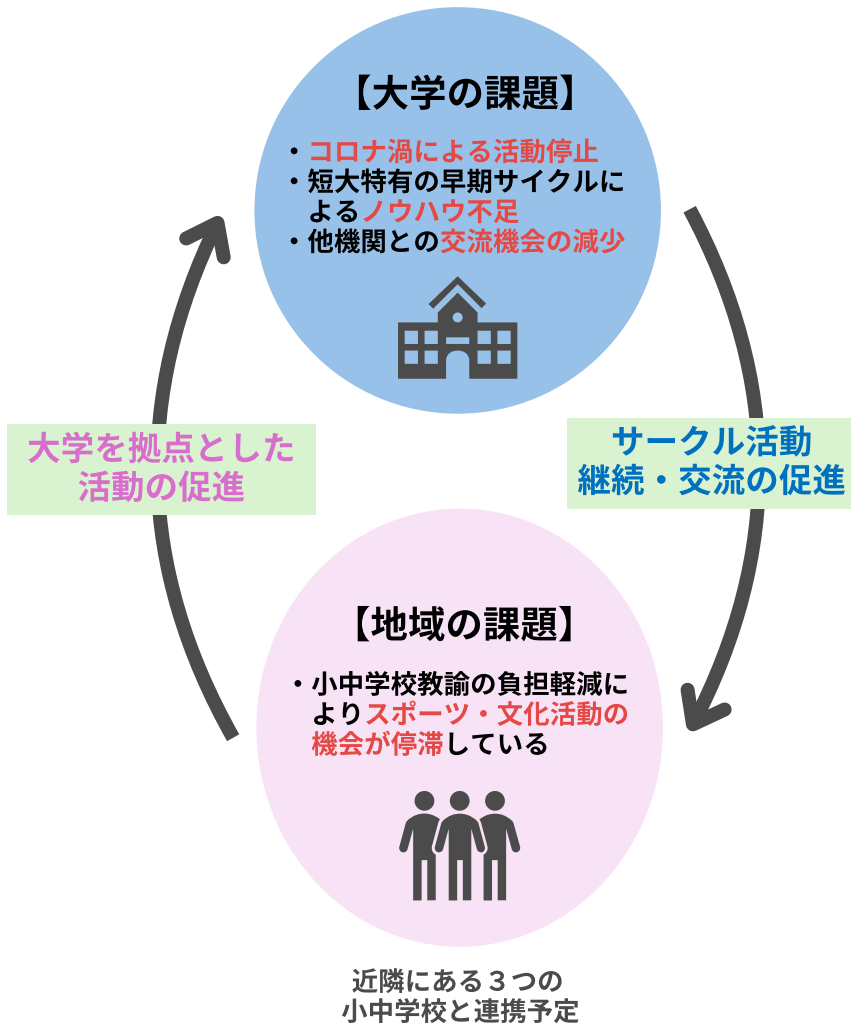 【大学の課題】
・コロナ渦による活動停止
・短大特有の早期サイクルに
よるノウハウ不足
・他機関との交流機会の減少
大学を拠点とした
活動の促進
サークル活動
継続・交流の促進
【地域の課題】
・小中学校教諭の負担軽減に
よりスポーツ・文化活動の
機会が停滞している
近隣にある３つの
小中学校と連携予定